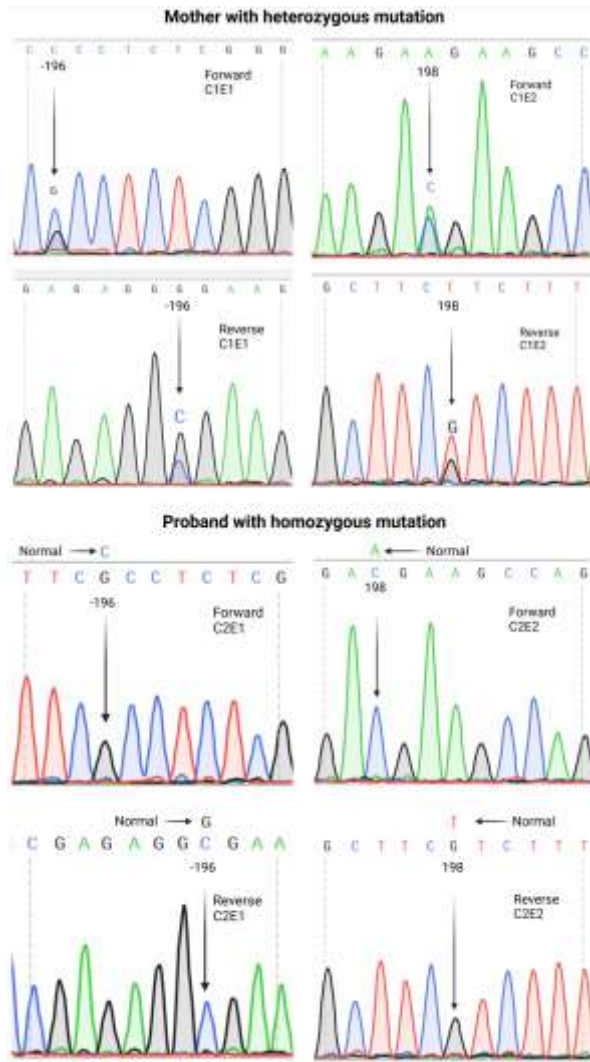 Mother with heterozygous mutation
C C C C T C T C G G G
-196
Forward
C1E1
G
A A G A A G A A G C C
198
Forward
C1E2
C
G A G A G G G G A A G
-196
Reverse
C1E1
C
G C T T C T T C T T T
198
Reverse
C1E2
G
Proband with homozygous mutation
Normal → C
T T C G C C T C T C G
-196
Forward
C2E1
A ← Normal
G A C G A A G C C A G
198
Forward
C2E2
Normal → G
C G A G A G G C G A A
-196
Reverse
C2E1
T ← Normal
G C T T C G T C T T T
198
Reverse
C2E2